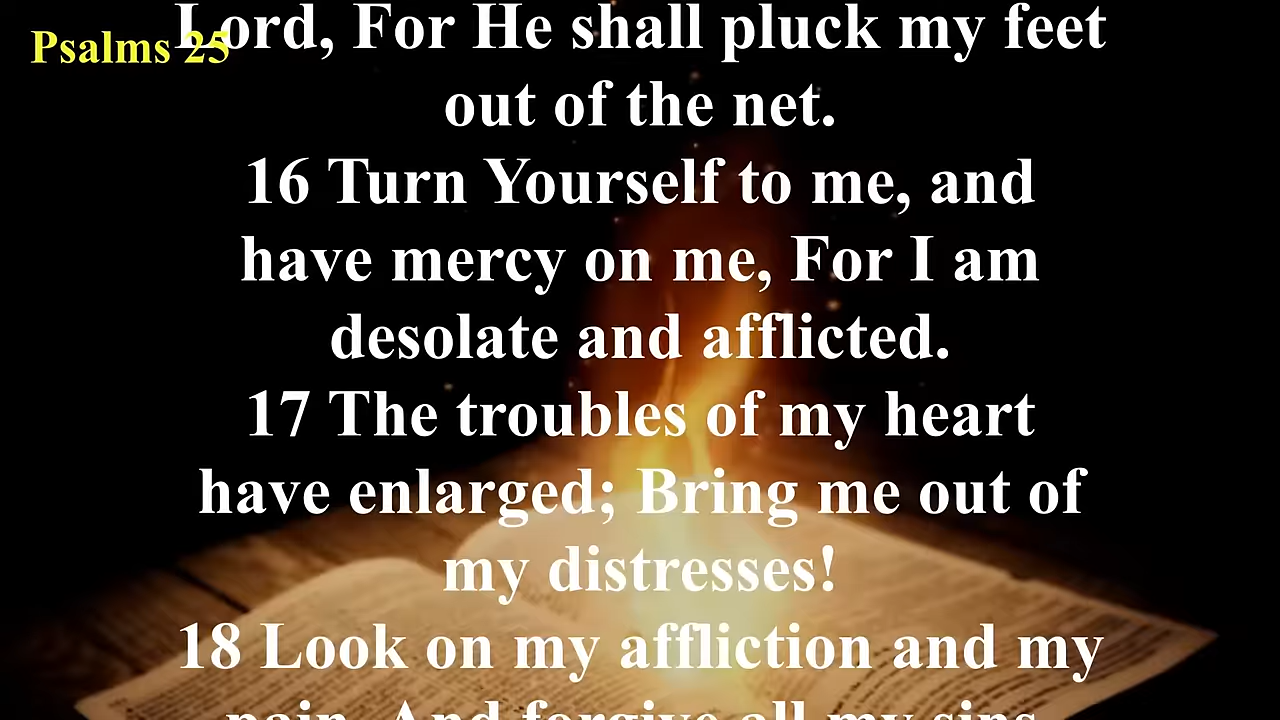 Psalms 25
Lord, For He shall pluck my feet
out of the net.
16 Turn Yourself to me, and
have mercy on me, For I am
desolate and afflicted.
17 The troubles of my heart
have enlarged; Bring me out of
my distresses!
18 Look on my affliction and my
pain, And forgive all my sins.